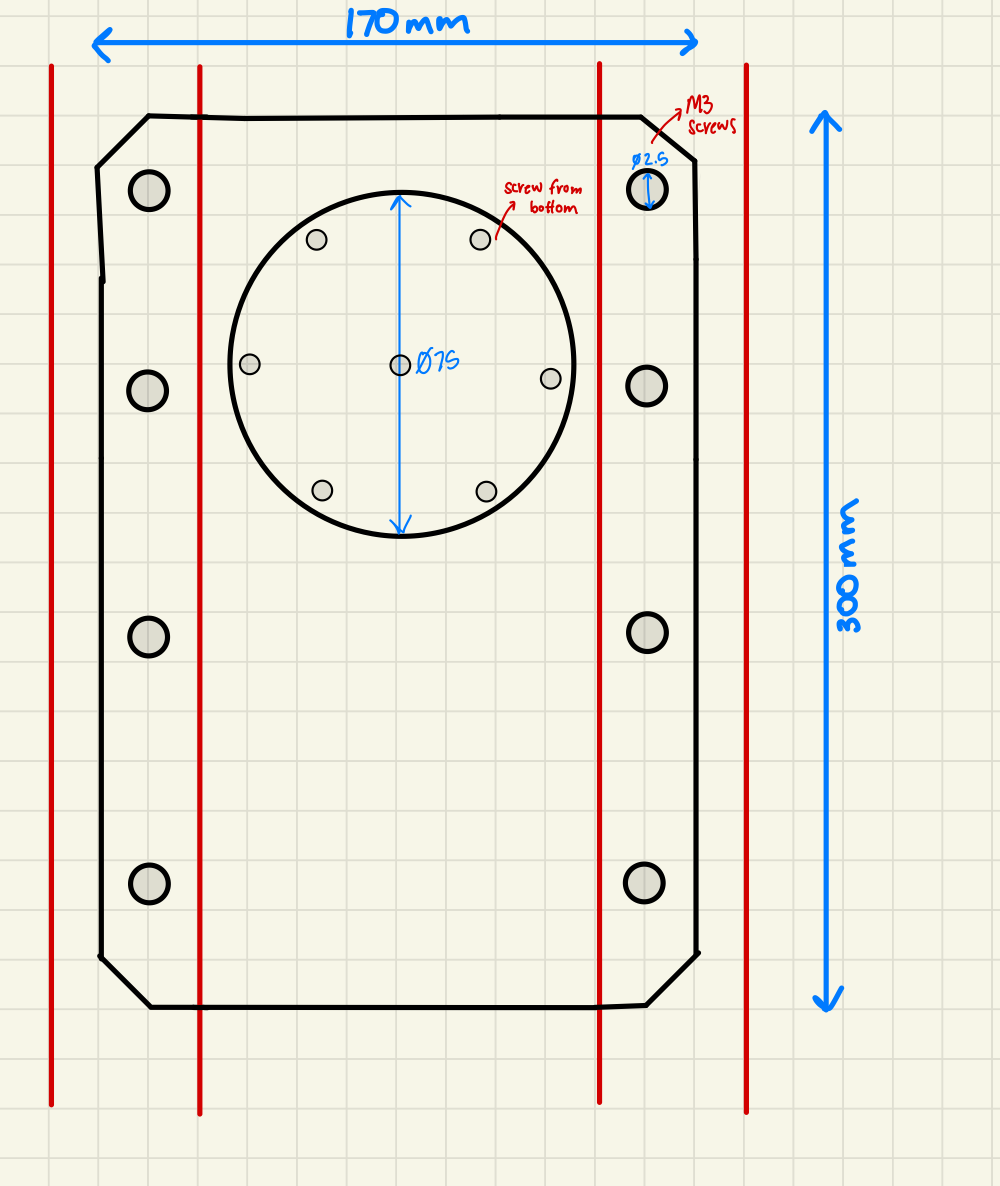 170mm
M3
screws
Ø2.5
screw from
bottom
Ø75
300mm